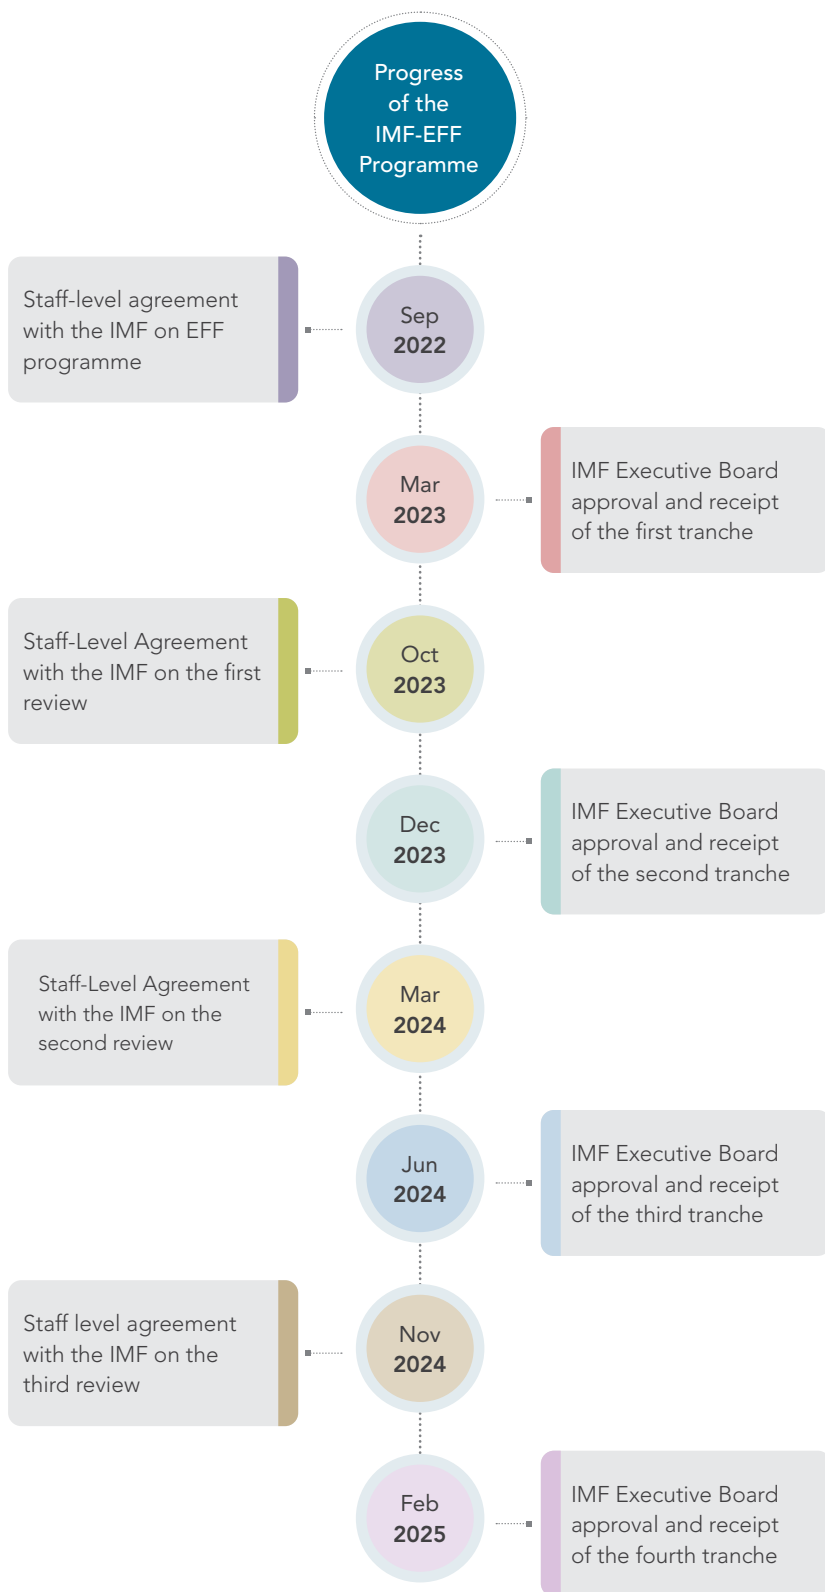 Progress
of the
IMF-EFF
Programme
Staff-level agreement
with the IMF on EFF
programme
Sep
2022
Mar
2023
IMF Executive Board
approval and receipt
of the first tranche
Staff-Level Agreement
with the IMF on the first
review
Oct
2023
Dec
2023
IMF Executive Board
approval and receipt
of the second tranche
Staff-Level Agreement
with the IMF on the
second review
Mar
2024
Jun
2024
IMF Executive Board
approval and receipt
of the third tranche
Staff level agreement
with the IMF on the
third review
Nov
2024
Feb
2025
IMF Executive Board
approval and receipt
of the fourth tranche